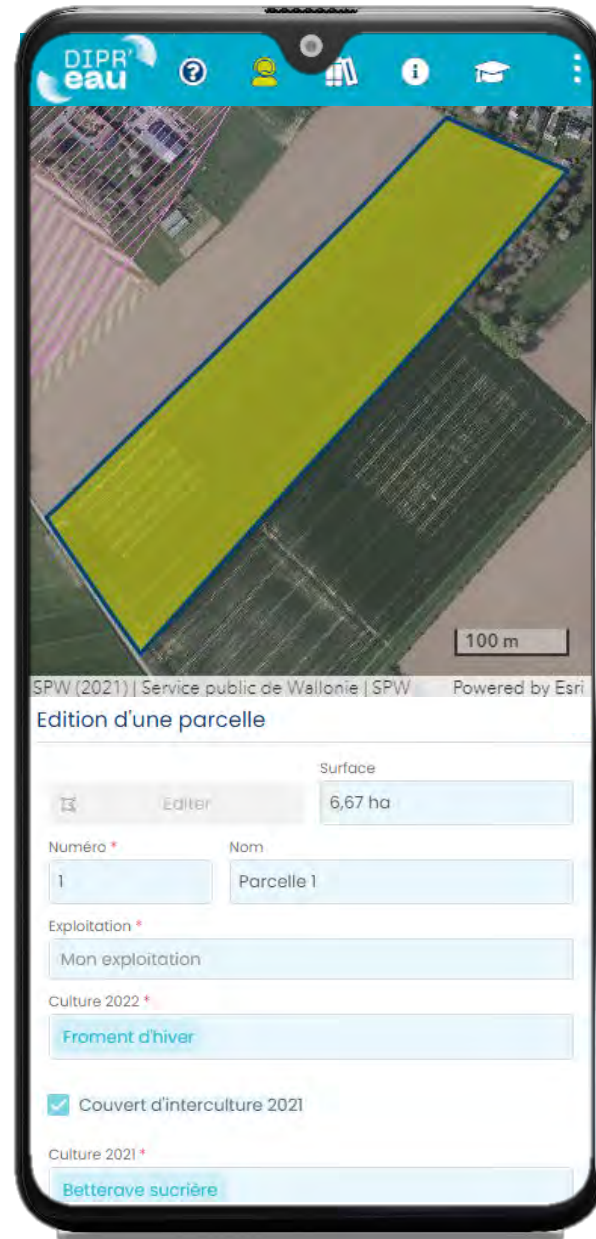 DIPR'
eau
100 m
SPW (2021) | Service public de Wallonie | SPW Powered by Esri
Edition d'une parcelle
Surface
Editer
6,67 ha
Numéro * Nom
1 Parcelle 1
Exploitation *
Mon exploitation
Culture 2022 *
Froment d'hiver
Couvert d'interculture 2021
Culture 2021 *
Betterave sucrière